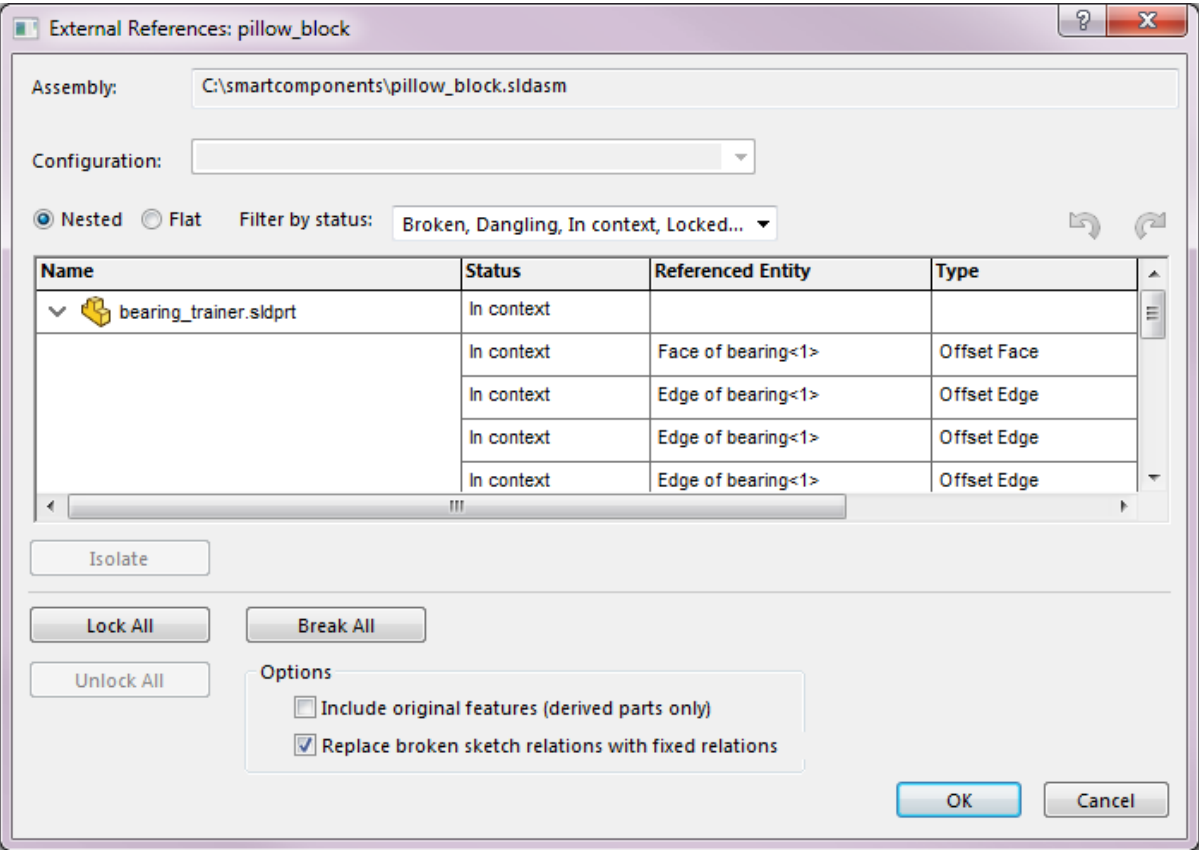 External References: pillow_block
Assembly: C:\smartcomponents\pillow_block.sldasm
Configuration:
Nested Flat Filter by status: Broken, Dangling, In context, Locked...
Name Status Referenced Entity Type
bearing_trainer.sldprt In context
In context Face of bearing<1> Offset Face
In context Edge of bearing<1> Offset Edge
In context Edge of bearing<1> Offset Edge
In context Edge of bearing<1> Offset Edge
Isolate
Lock All Break All
Unlock All
Options
Include original features (derived parts only)
Replace broken sketch relations with fixed relations
OK Cancel